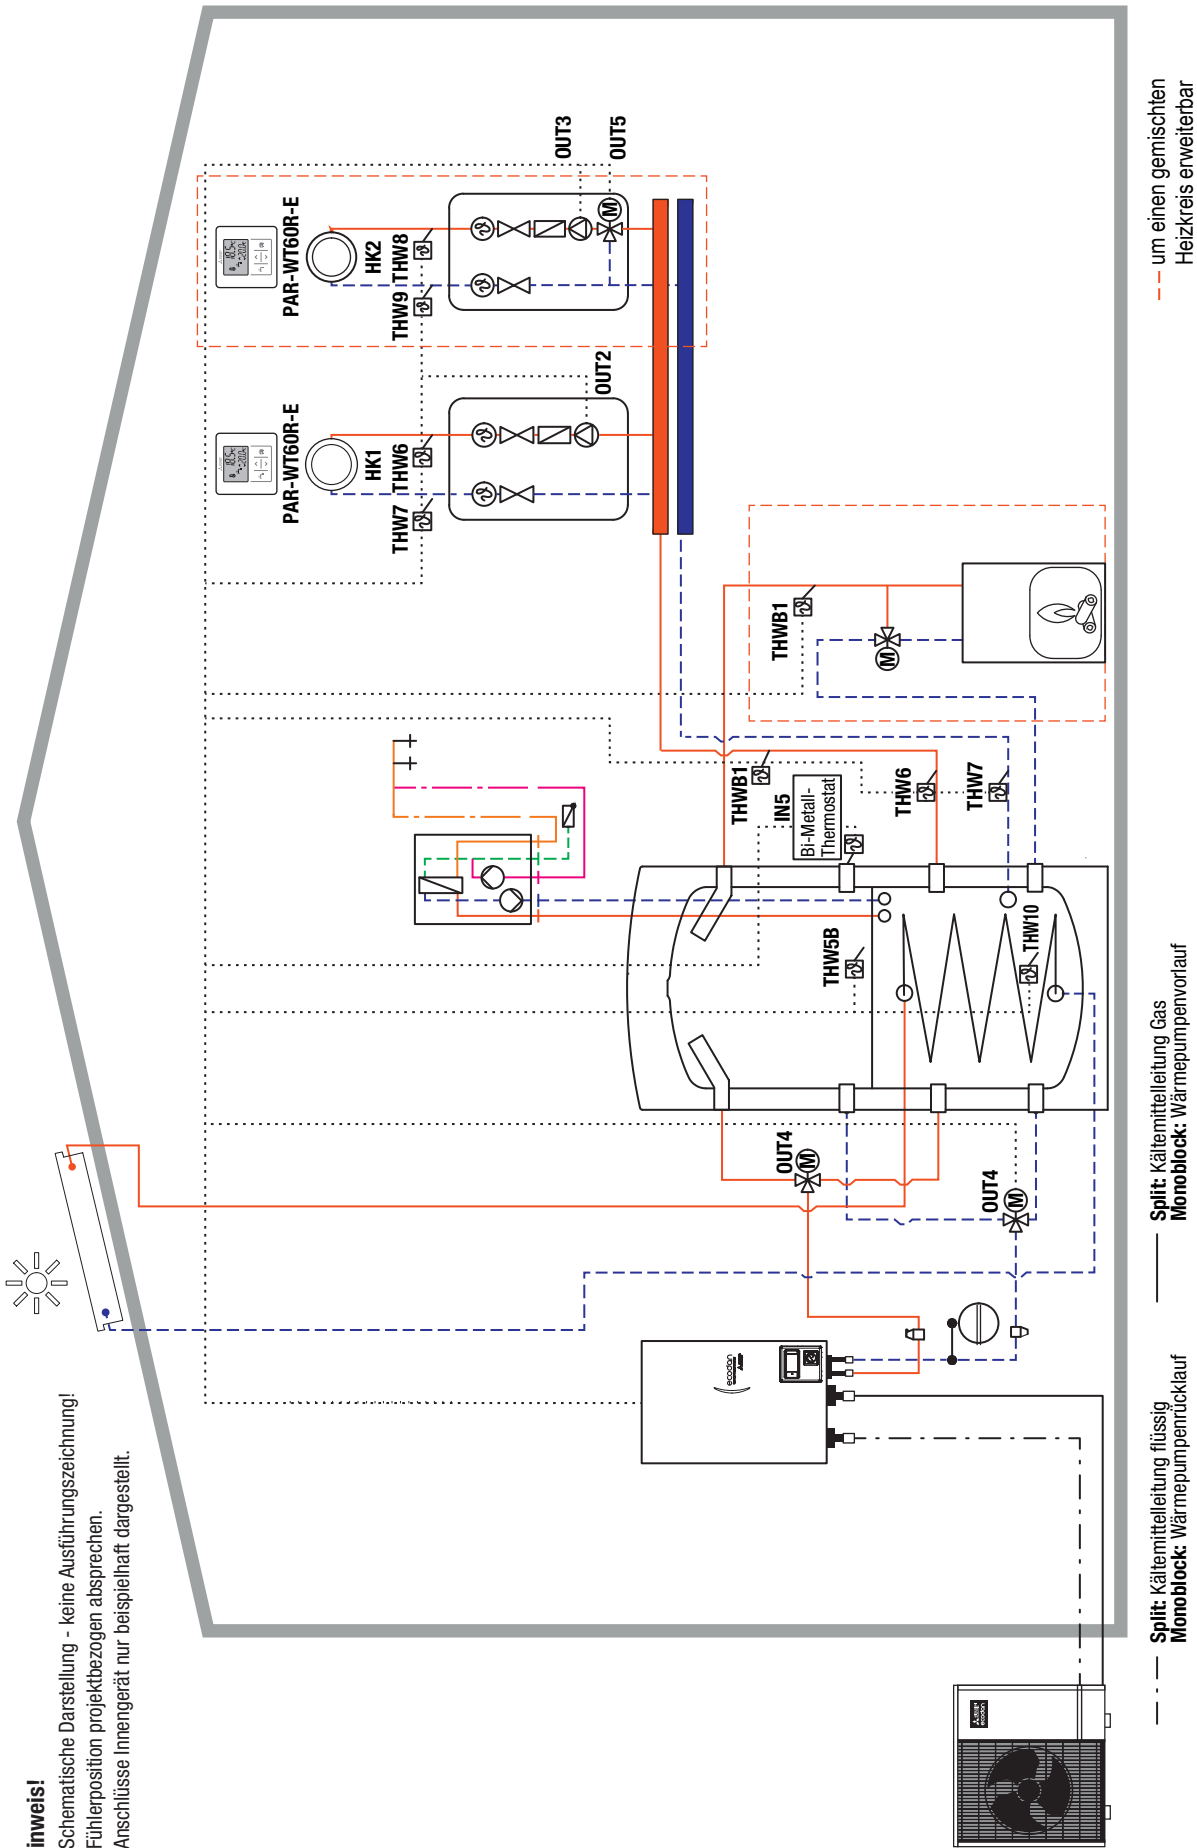 inweis!
Schematische Darstellung - keine Ausführungszeichnung!
Fühlerposition projektbezogen absprechen.
Anschlüsse Innengerät nur beispielhaft dargestellt.
ecodan
ecodan
OUT4
M
OUT4
M
THW5B
THW10
IN5
Bi-Metall-
Thermostat
THWB1
THW6
THW7
THWB1
M
PAR-WT60R-E
HK1
THW7
THW6
OUT2
PAR-WT60R-E
HK2
THW9
THW8
M
OUT3
OUT5
Split: Kältemittelleitung flüssig
Monoblock: Wärmepumpenrücklauf
Split: Kältemittelleitung Gas
Monoblock: Wärmepumpenvorlauf
um einen gemischten
Heizkreis erweiterbar